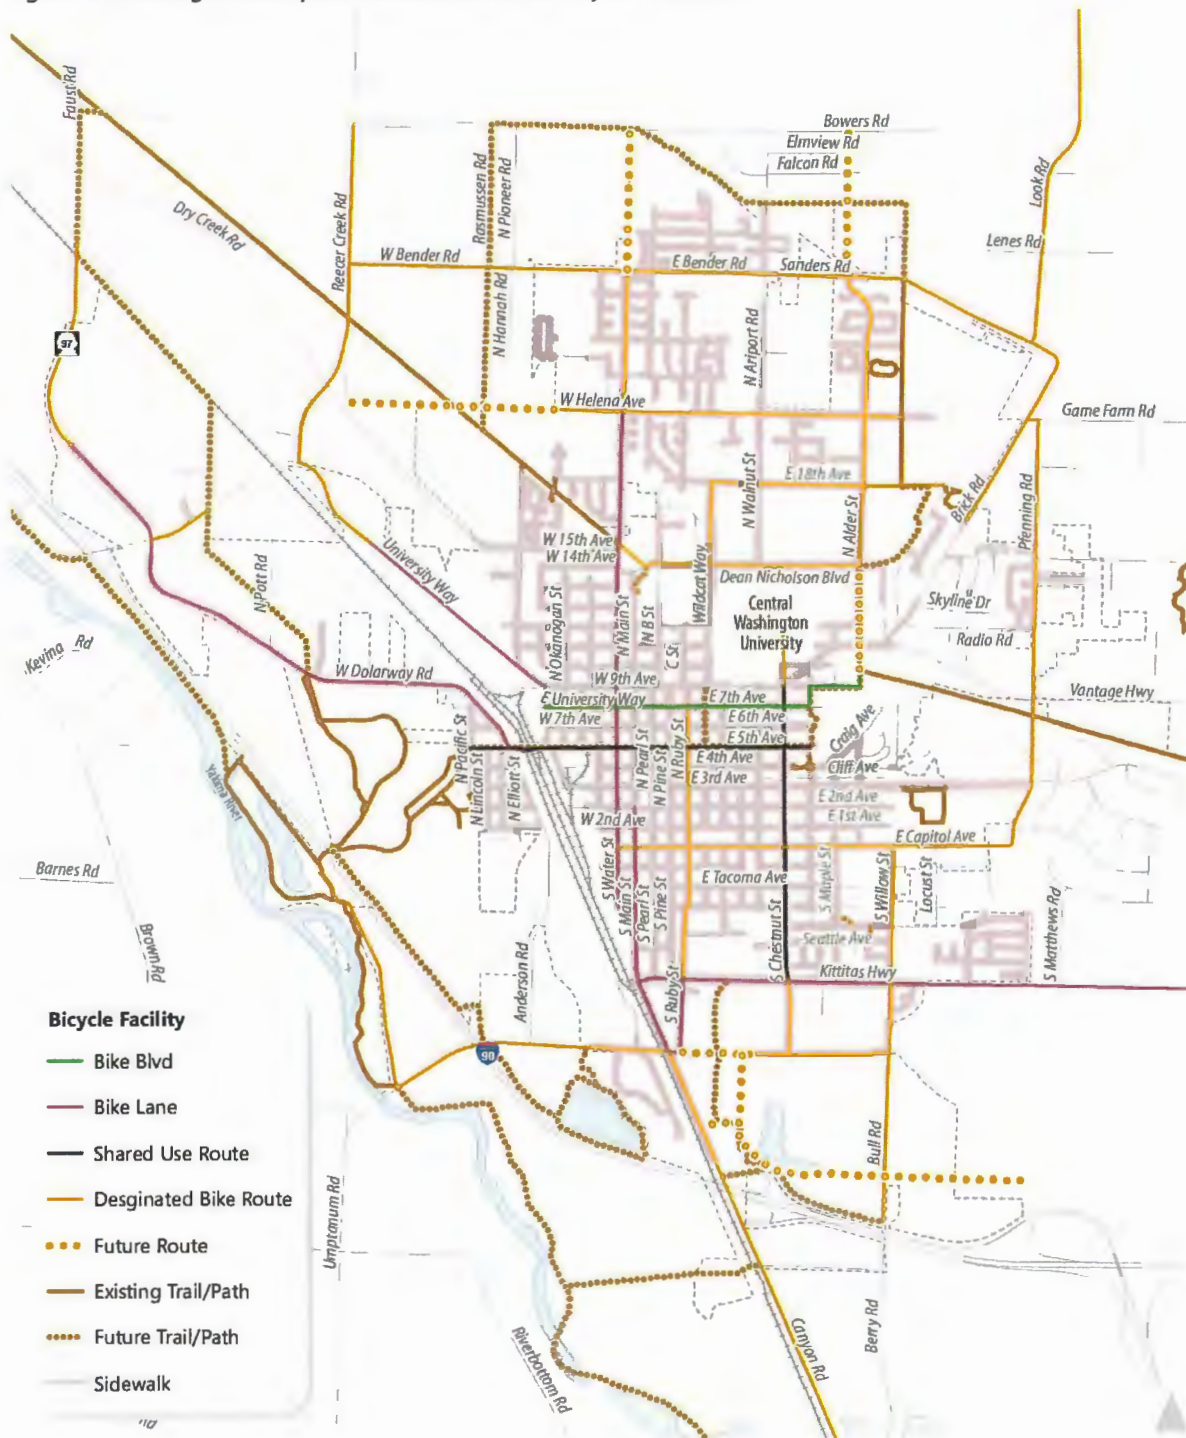 Bowers Rd
Elmview Rd
Falcon Rd
Faust Rd
Rasmussen Rd
N Pioneer Rd
Look Rd
Dry Creek Rd
Reecer Creek Rd
Lenes Rd
W Bender Rd
E Bender Rd
Sanders Rd
N Hannah Rd
97
N Ariport Rd
W Helena Ave
Game Farm Rd
N Walnut St
E 18th Ave
Brick Rd
Pfenning Rd
N Alder St
W 15th Ave
W 14th Ave
University Way
Wildcat Way
Dean Nicholson Blvd
N Pott Rd
N Okanogan St
N Main St
N B St
Central
Washington
University
Skyline Dr
Radio Rd
C St
Kevina Rd
W Dolarway Rd
W 9th Ave
E University Way
E 7th Ave
Vantage Hwy
W 7th Ave
E 6th Ave
E 5th Ave
Craig Ave
N Pacific St
N Lincoln St
N Elliott St
N Pearl St
N Pine St
N Ruby St
E 4th Ave
E 3rd Ave
Cliff Ave
Yakima River
E 2nd Ave
E 1st Ave
W 2nd Ave
E Capitol Ave
Barnes Rd
S Water St
S Main St
S Pearl St
S Pine St
E Tacoma Ave
S Maple St
S Willow St
Locust St
S Matthews Rd
Brown Rd
Anderson Rd
S Ruby St
S Chestnut St
Seattle Ave
Kittitas Hwy
90
Bicycle Facility
Bike Blvd
Bike Lane
Shared Use Route
Desginated Bike Route
Future Route
Existing Trail/Path
Future Trail/Path
Sidewalk
Umptanum Rd
Bull Rd
Riverbottom Rd
Canyon Rd
Berry Rd
Rd